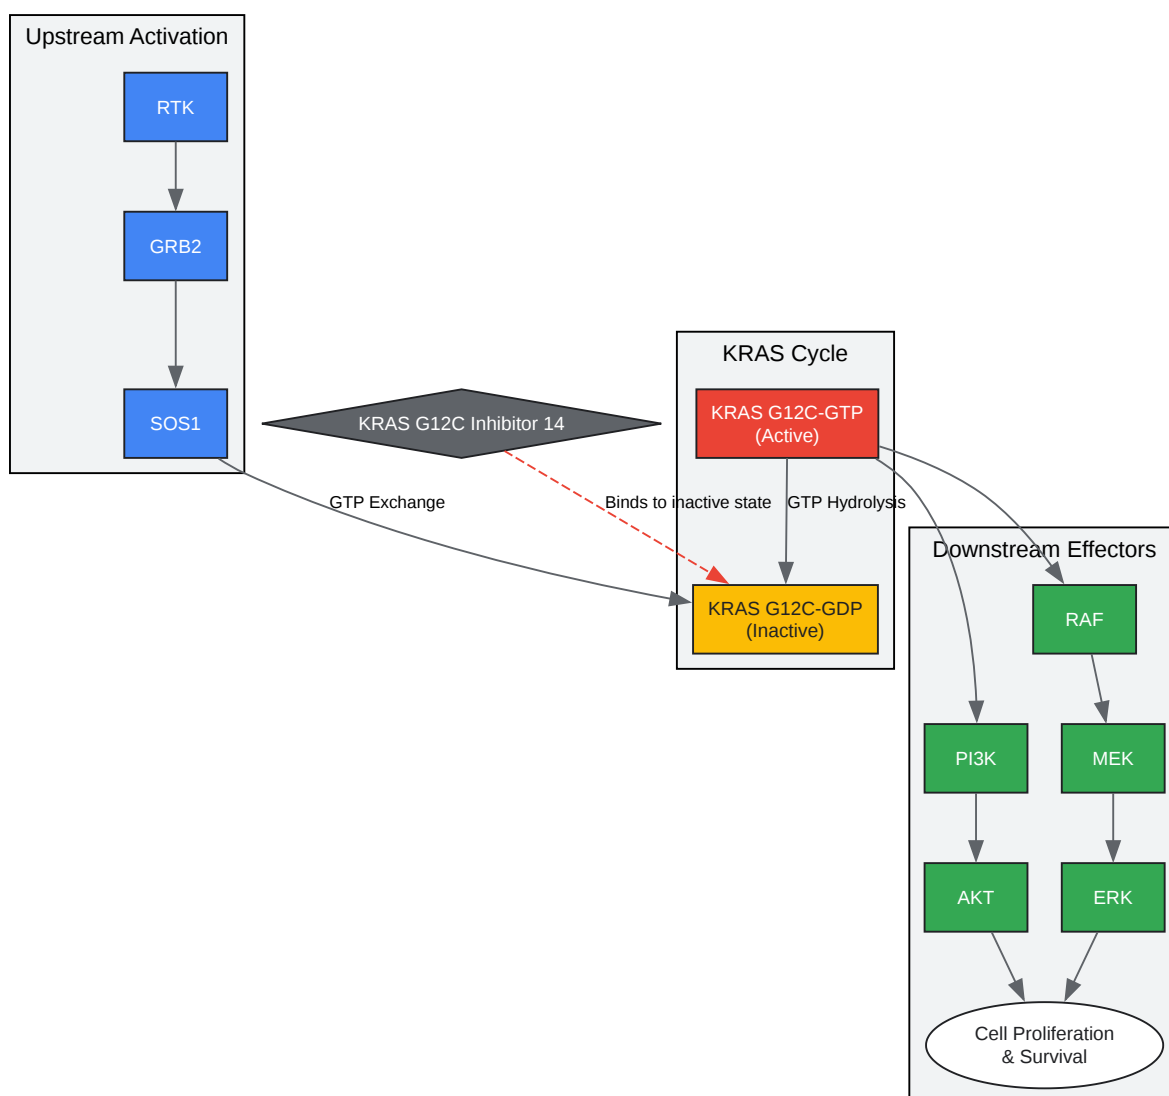 Upstream Activation
RTK
GRB2
SOS1
KRAS G12C Inhibitor 14
KRAS Cycle
KRAS G12C-GTP
(Active)
GTP Exchange
Binds to inactive state
GTP Hydrolysis
KRAS G12C-GDP
(Inactive)
Downstream Effectors
RAF
PI3K
MEK
AKT
ERK
Cell Proliferation
& Survival